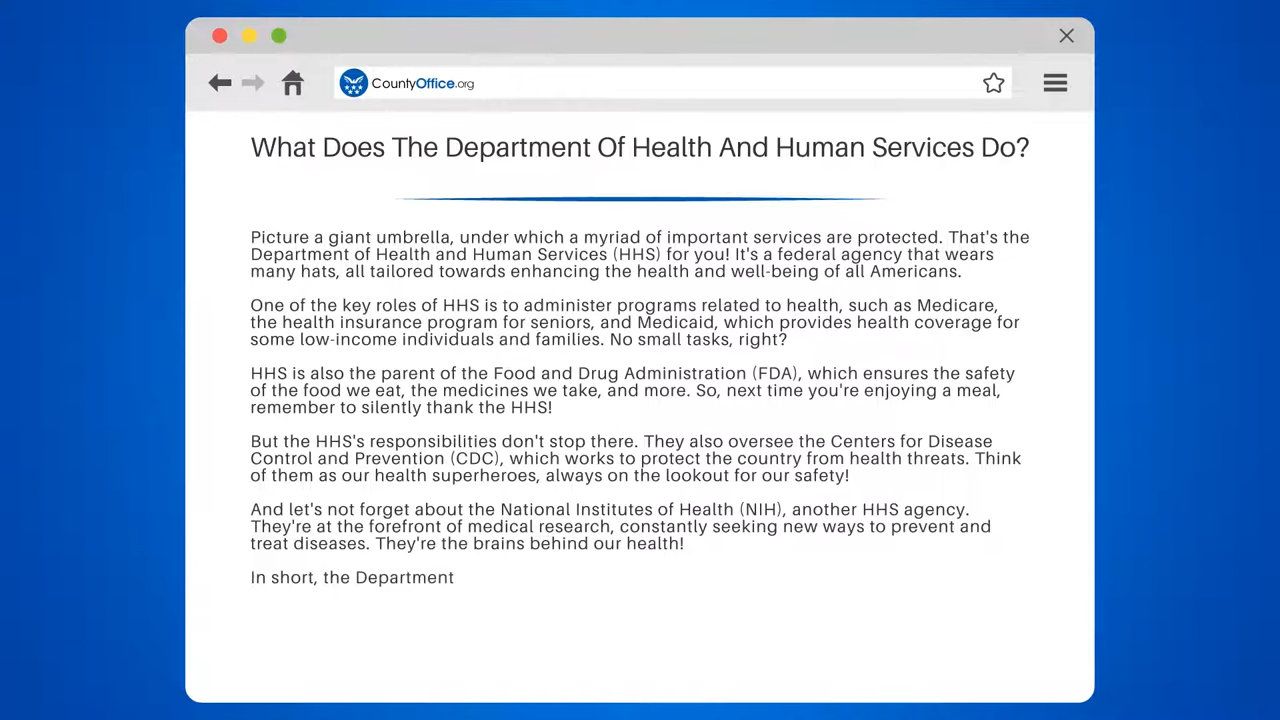 CountyOffice.org
What Does The Department Of Health And Human Services Do?
Picture a giant umbrella, under which a myriad of important services are protected. That's the
Department of Health and Human Services (HHS) for you! It's a federal agency that wears
many hats, all tailored towards enhancing the health and well-being of all Americans.
One of the key roles of HHS is to administer programs related to health, such as Medicare,
the health insurance program for seniors, and Medicaid, which provides health coverage for
some low-income individuals and families. No small tasks, right?
HHS is also the parent of the Food and Drug Administration (FDA), which ensures the safety
of the food we eat, the medicines we take, and more. So, next time you're enjoying a meal,
remember to silently thank the HHS!
But the HHS's responsibilities don't stop there. They also oversee the Centers for Disease
Control and Prevention (CDC), which works to protect the country from health threats. Think
of them as our health superheroes, always on the lookout for our safety!
And let's not forget about the National Institutes of Health (NIH), another HHS agency.
They're at the forefront of medical research, constantly seeking new ways to prevent and
treat diseases. They're the brains behind our health!
In short, the Department